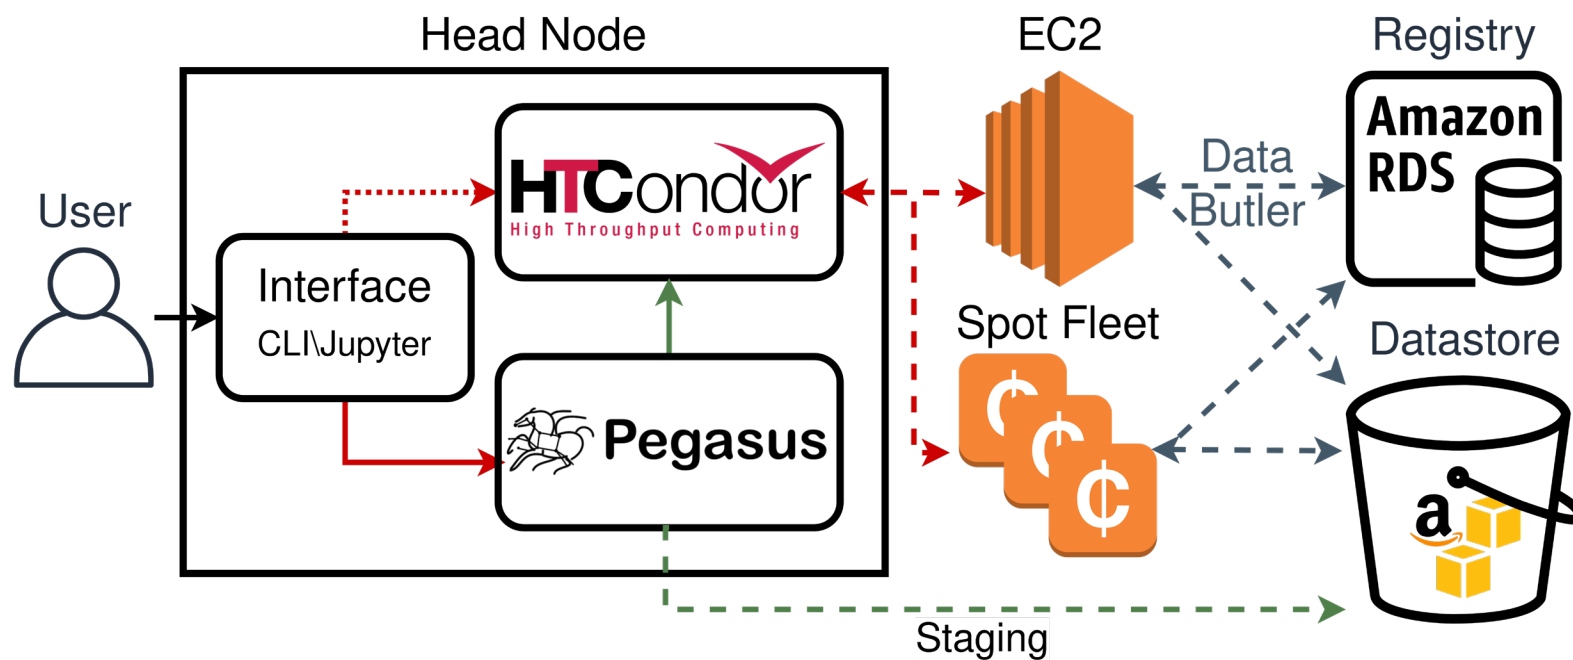 Head Node
EC2
Registry
User
Interface
CLI\Jupyter
HTCondor
High Throughput Computing
Pegasus
Spot Fleet
Data
Butler
Amazon
RDS
Datastore
a
Staging